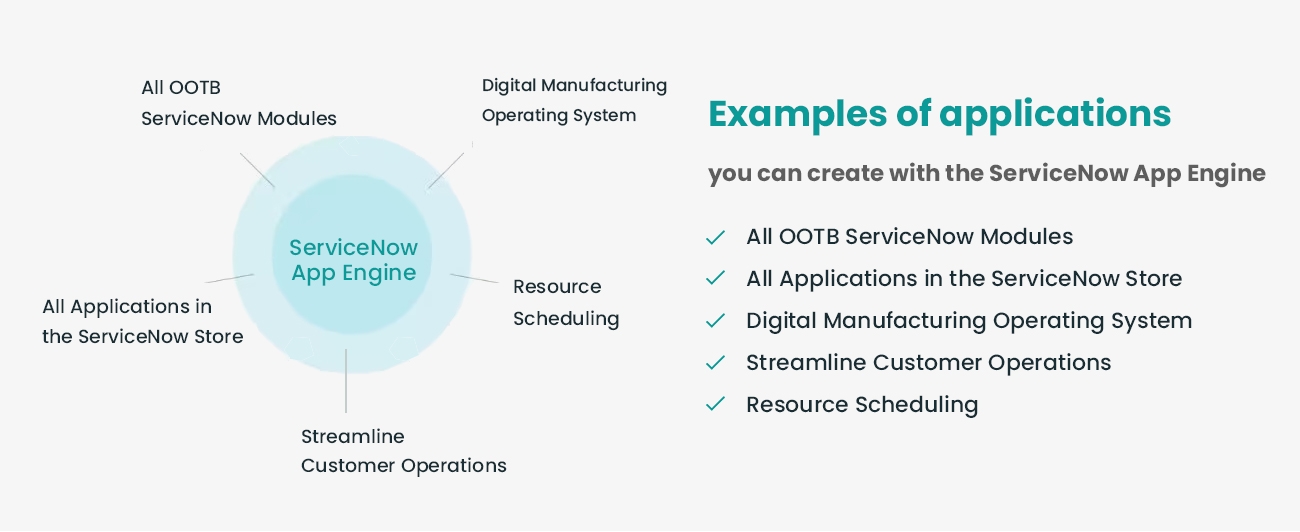 All OOTB
ServiceNow Modules
Digital Manufacturing
Operating System
ServiceNow
App Engine
All Applications in
the ServiceNow Store
Resource
Scheduling
Streamline
Customer Operations
Examples of applications
you can create with the ServiceNow App Engine
All OOTB ServiceNow Modules
All Applications in the ServiceNow Store
Digital Manufacturing Operating System
Streamline Customer Operations
Resource Scheduling